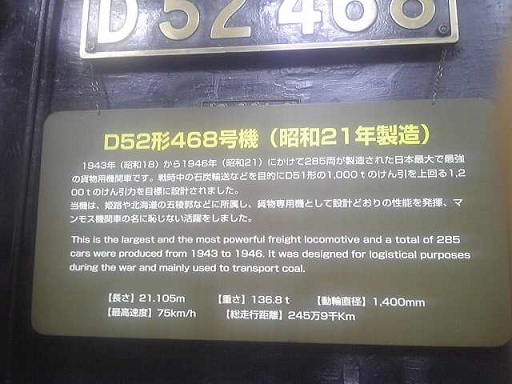 D52 468
D52形468号機（昭和21年製造）
1943年（昭和18）から1946年（昭和21）にかけて285両が製造された日本最大で最強
の貨物用機関車です。戦時中の石炭輸送などを目的にD51形の1,000ｔのけん引を上回る1,2
00ｔのけん引力を目標に設計されました。
当機は、姫路や北海道の五稜郭などに所属し、貨物専用機として設計どおりの性能を発揮、マ
ンモス機関車の名に恥じない活躍をしました。
This is the largest and the most powerful freight locomotive and a total of 285
cars were produced from 1943 to 1946. It was designed for logistical purposes
during the war and mainly used to transport coal.
【長さ】21.105m 【重さ】136.8ｔ 【動輪直径】1,400mm
【最高速度】75km/h 【総走行距離】245万9千Km